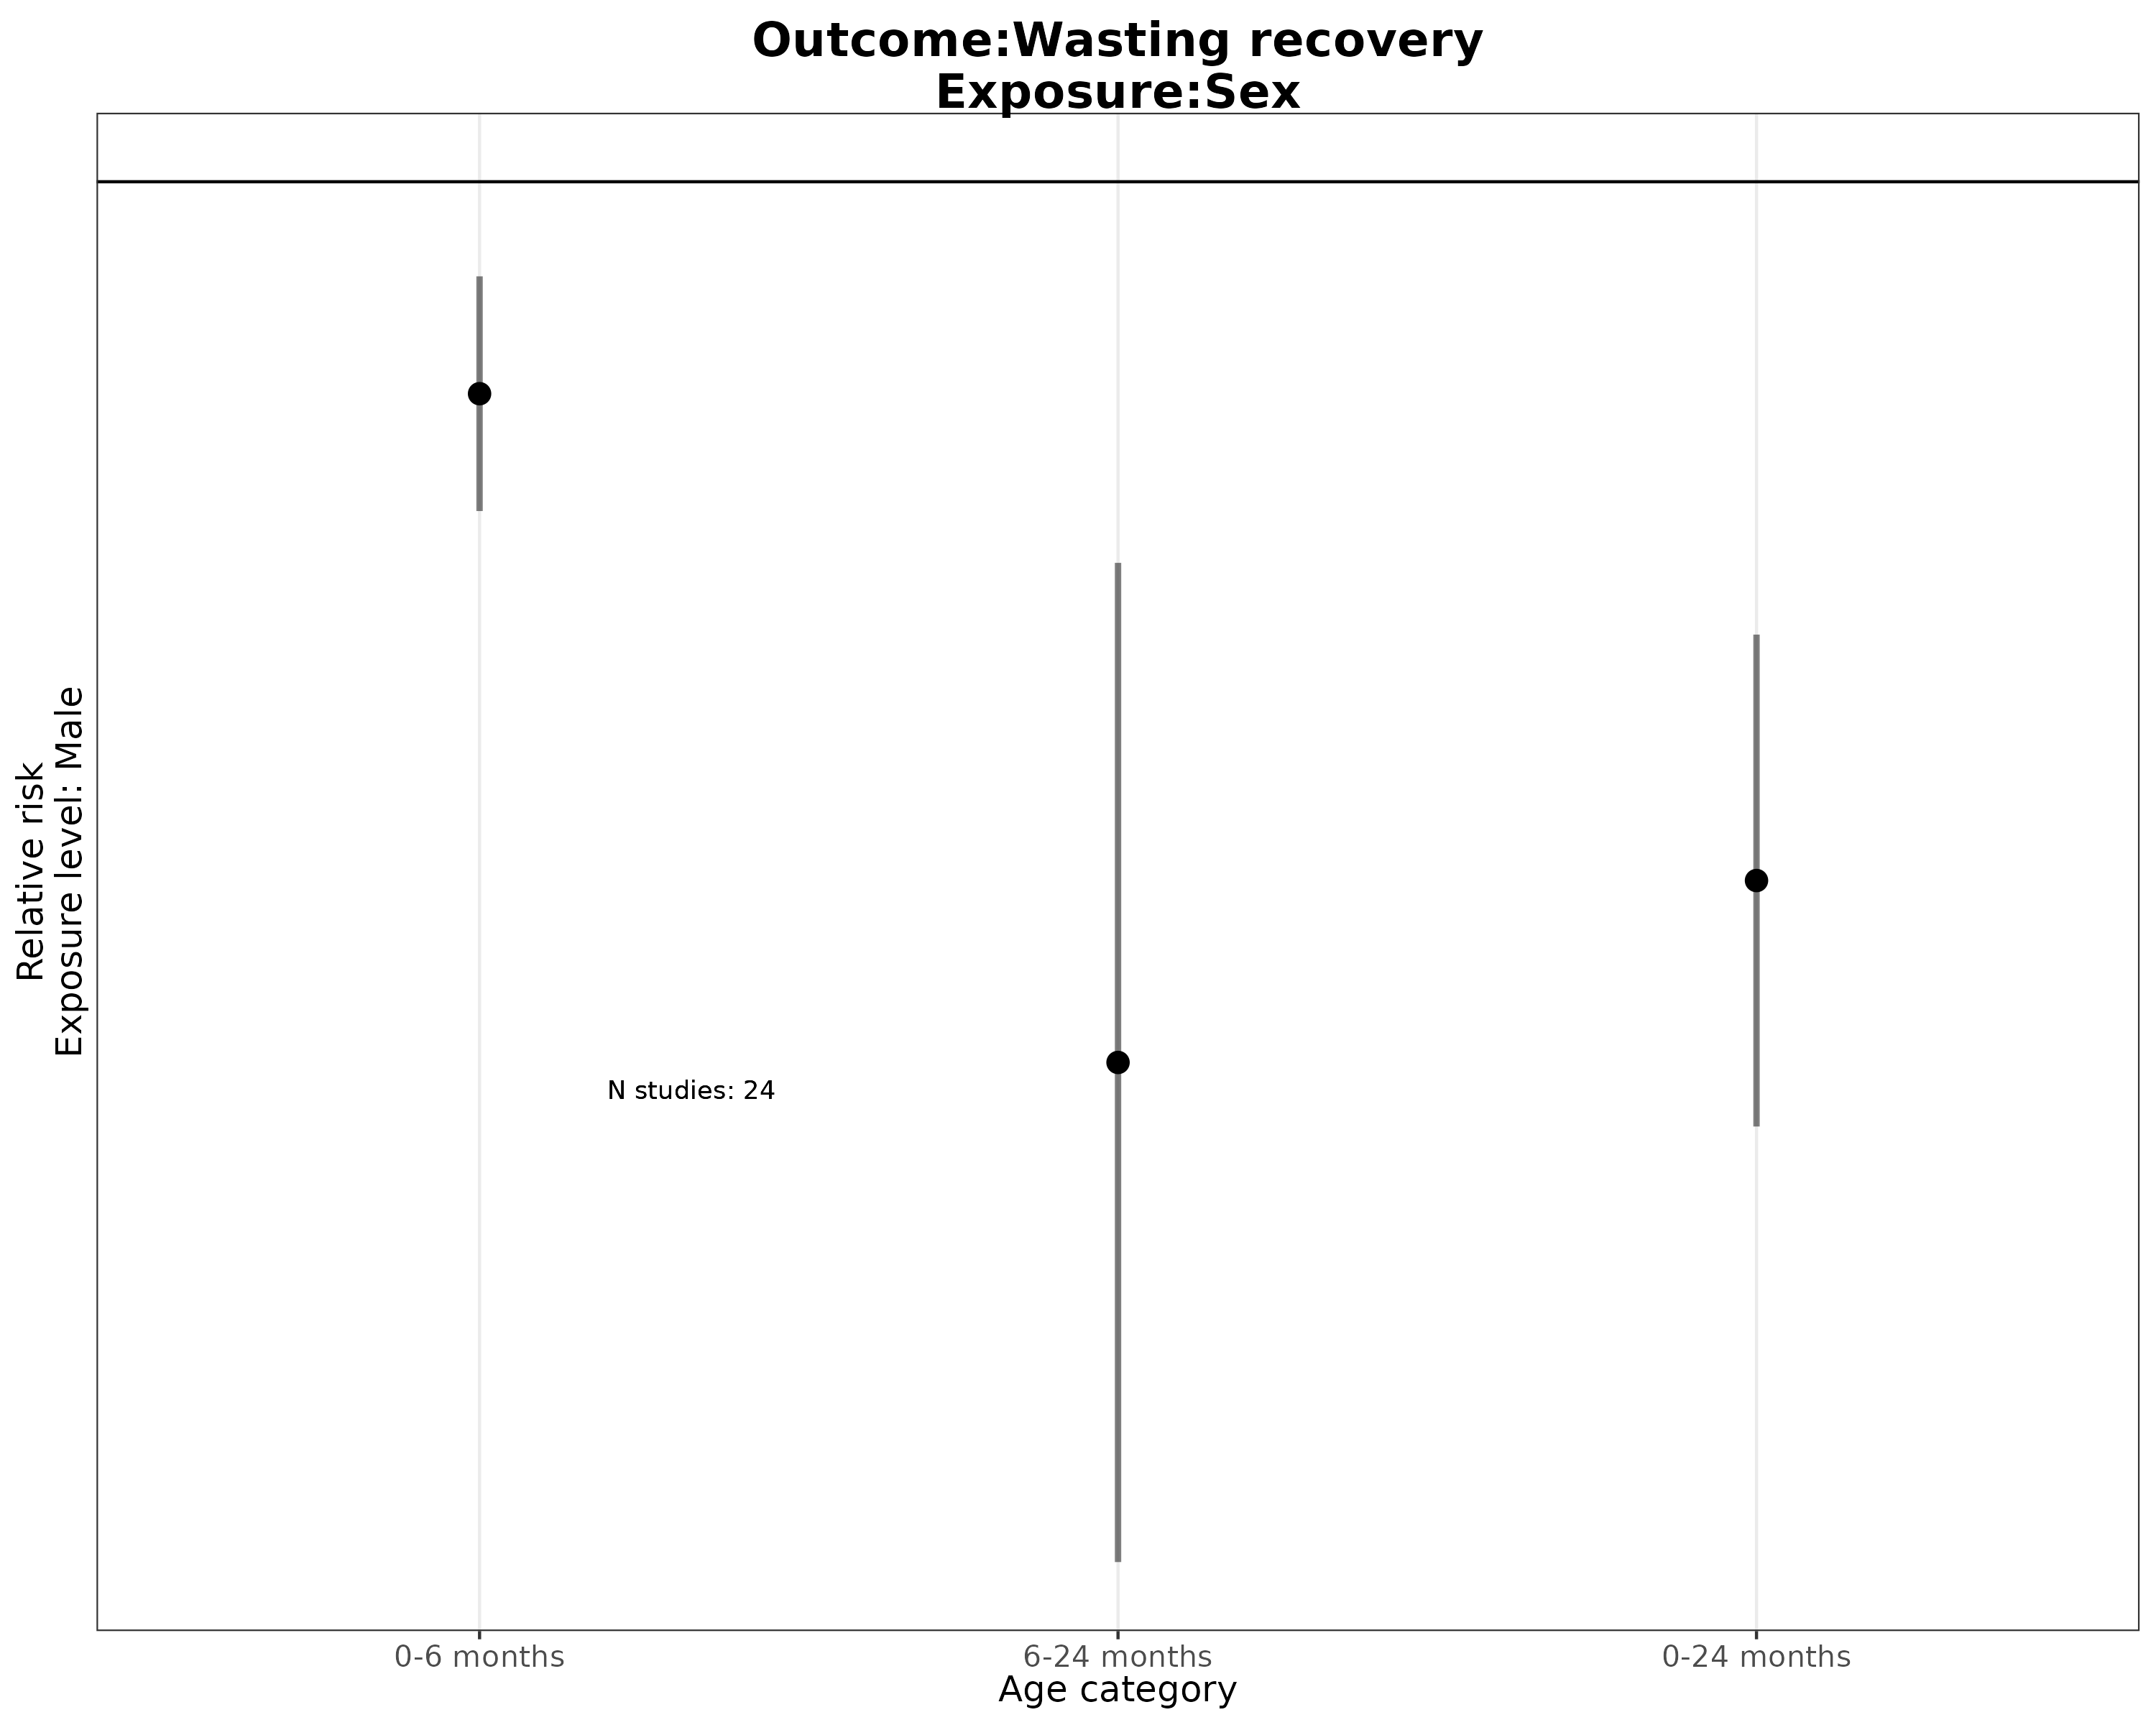 Outcome:Wasting recovery
Exposure:Sex
Relative risk
Exposure level: Male
N studies: 24
0-6 months
6-24 months
0-24 months
Age category